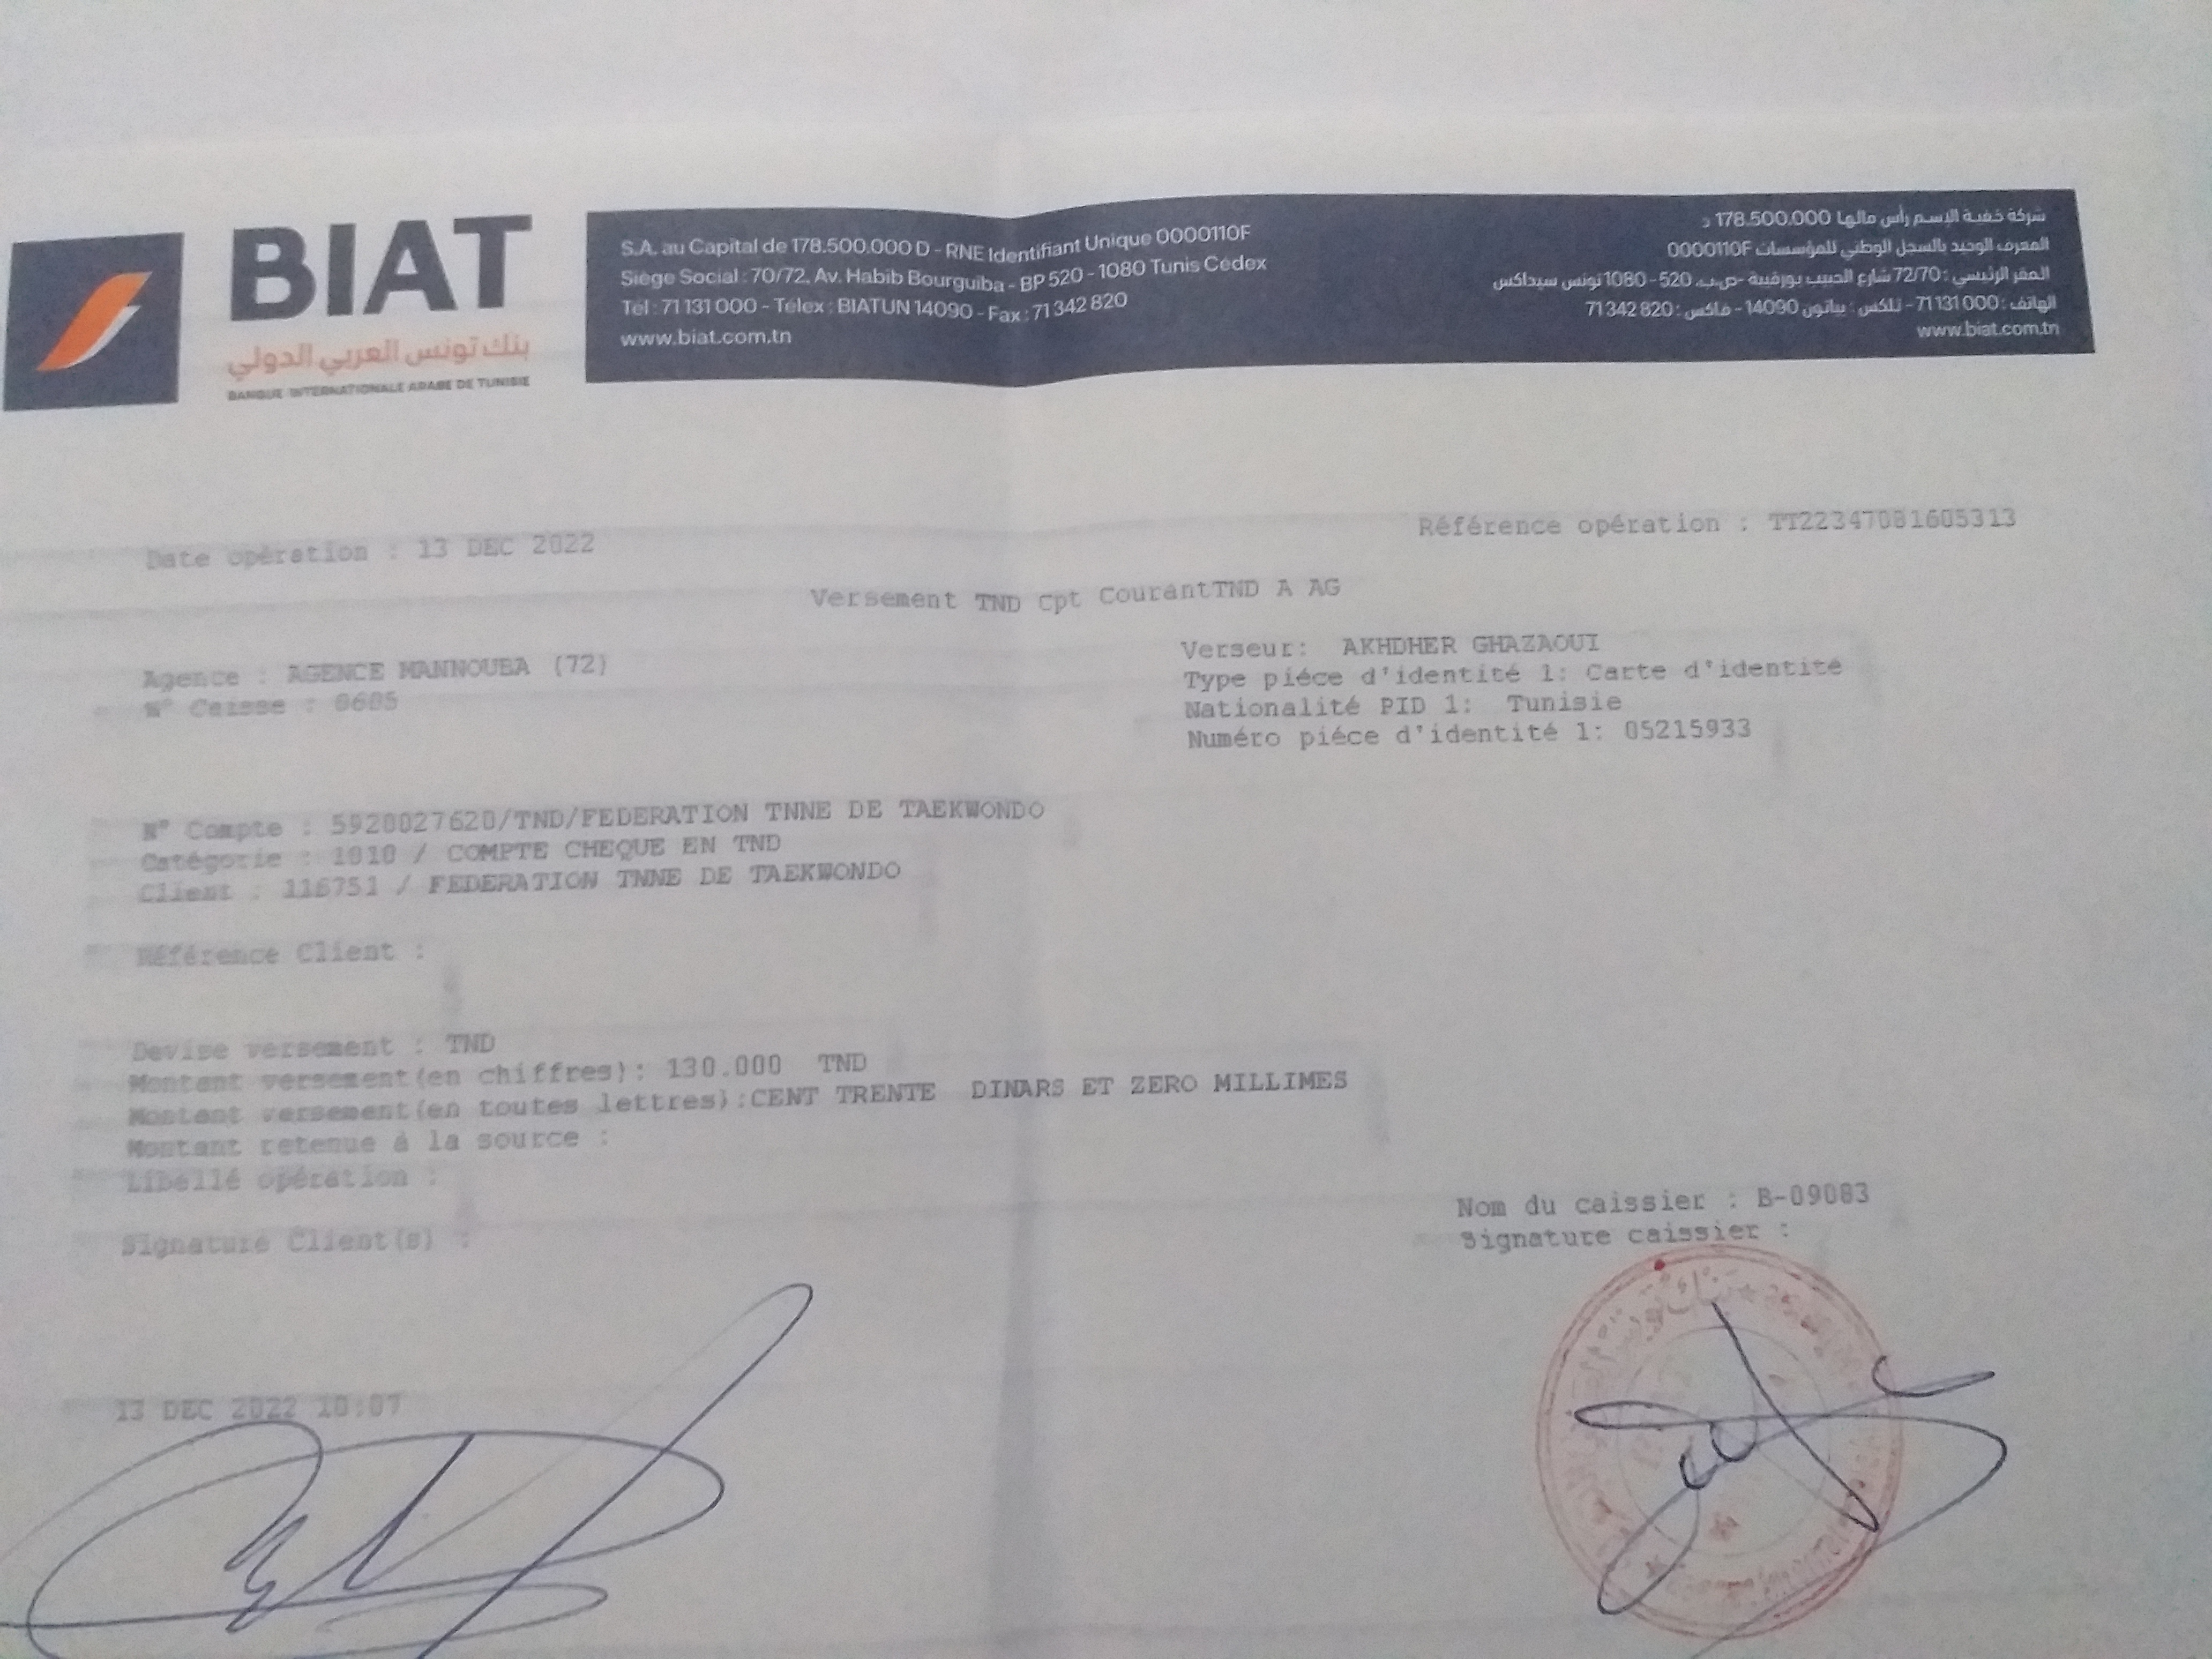 BIAT
بنك تونس العربي الدولي
BANQUE INTERNATIONALE ARABE DE TUNISIE
S.A. au Capital de 178.500.000 D - RNE Identifiant Unique 0000110F
Siège Social : 70/72, Av. Habib Bourguiba - BP 520 - 1080 Tunis Cedex
Tél : 71 131 000 - Télex : BIATUN 14090 - Fax : 71 342 820
www.biat.com.tn
شركة خفية الإسم رأس مالها 178.500.000 د
المعرف الوحيد بالسجل الوطني للمؤسسات 0000110F
المقر الرئيسي : 72/70 شارع الحبيب بورقيبة -ص.ب. 520 - 1080 تونس سيداكس
الهاتف : 71 131 000 - تلكس : بياتون 14090 - فاكس : 71 342 820
www.biat.com.tn
Date opération : 13 DEC 2022
Référence opération : TT22347081605313
Versement TND Cpt CourantTND A AG
Agence : AGENCE MANNOUBA (72)
N° Caisse : 0605
Verseur: AKHDHER GHAZAOUI
Type piéce d'identité 1: Carte d'identité
Nationalité PID 1: Tunisie
Numéro piéce d'identité 1: 05215933
N° Compte : 5920027620/TND/FEDERATION TNNE DE TAEKWONDO
Catégorie : 1010 / COMPTE CHEQUE EN TND
Client : 116751 / FEDERATION TNNE DE TAEKWONDO
Référence Client :
Devise versement : TND
Montant versement(en chiffres): 130.000 TND
Montant versement(en toutes lettres):CENT TRENTE DINARS ET ZERO MILLIMES
Montant retenue à la source :
Libellé opération :
Nom du caissier : B-09083
Signature caissier :
Signature Client(s) :
13 DEC 2022 10:07